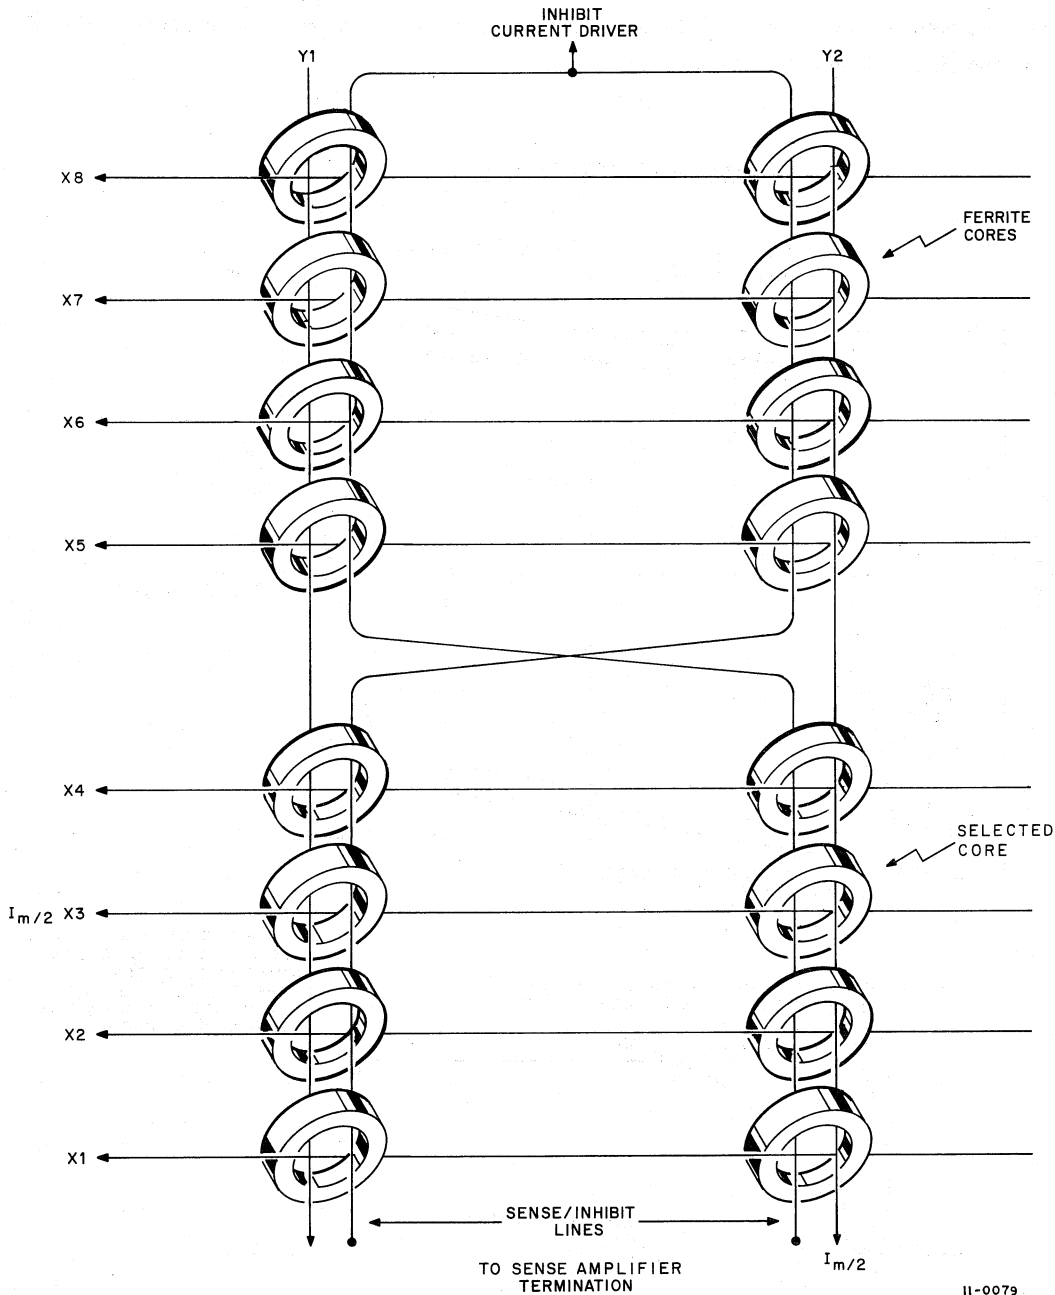 INHIBIT
CURRENT DRIVER
Y1
Y2
X8
FERRITE
CORES
X7
X6
X5
X4
SELECTED
CORE
Im/2 X3
X2
X1
SENSE/INHIBIT
LINES
Im/2
TO SENSE AMPLIFIER
TERMINATION
11-0079